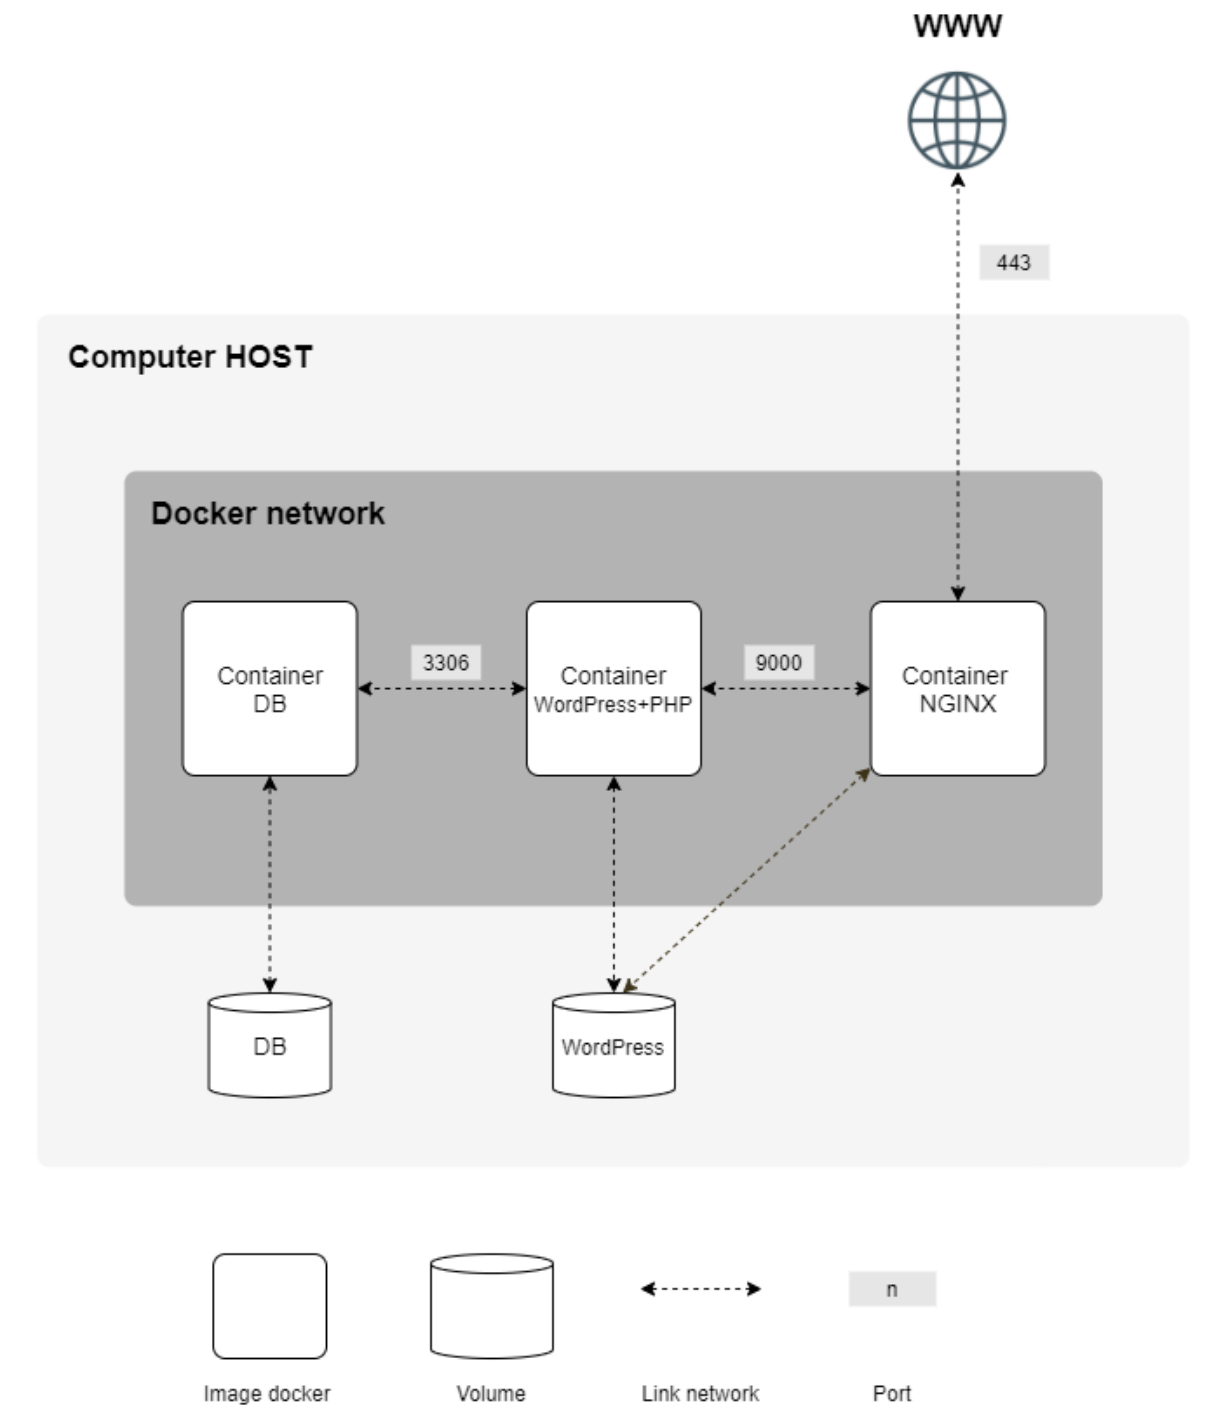 WWW
443
Computer HOST
Docker network
Container
DB
3306
Container
WordPress+PHP
9000
Container
NGINX
DB
WordPress
n
Image docker
Volume
Link network
Port